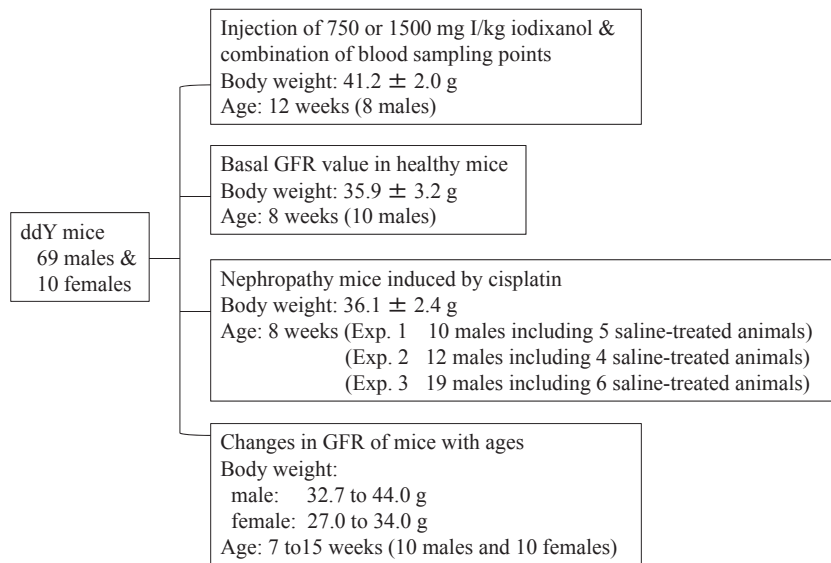 Injection of 750 or 1500 mg I/kg iodixanol &
combination of blood sampling points
Body weight: 41.2 ± 2.0 g
Age: 12 weeks (8 males)
Basal GFR value in healthy mice
Body weight: 35.9 ± 3.2 g
Age: 8 weeks (10 males)
ddY mice
69 males &
10 females
Nephropathy mice induced by cisplatin
Body weight: 36.1 ± 2.4 g
Age: 8 weeks (Exp. 1 10 males including 5 saline-treated animals)
(Exp. 2 12 males including 4 saline-treated animals)
(Exp. 3 19 males including 6 saline-treated animals)
Changes in GFR of mice with ages
Body weight:
male: 32.7 to 44.0 g
female: 27.0 to 34.0 g
Age: 7 to15 weeks (10 males and 10 females)